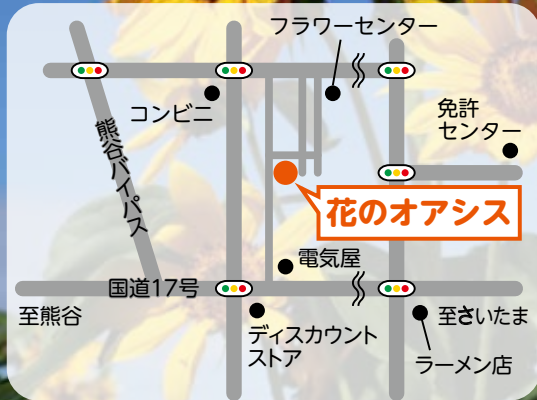 フラワーセンター
コンビニ
免許
センター
熊谷バイパス
花のオアシス
電気屋
国道17号
至熊谷
至さいたま
ディスカウント
ストア
ラーメン店